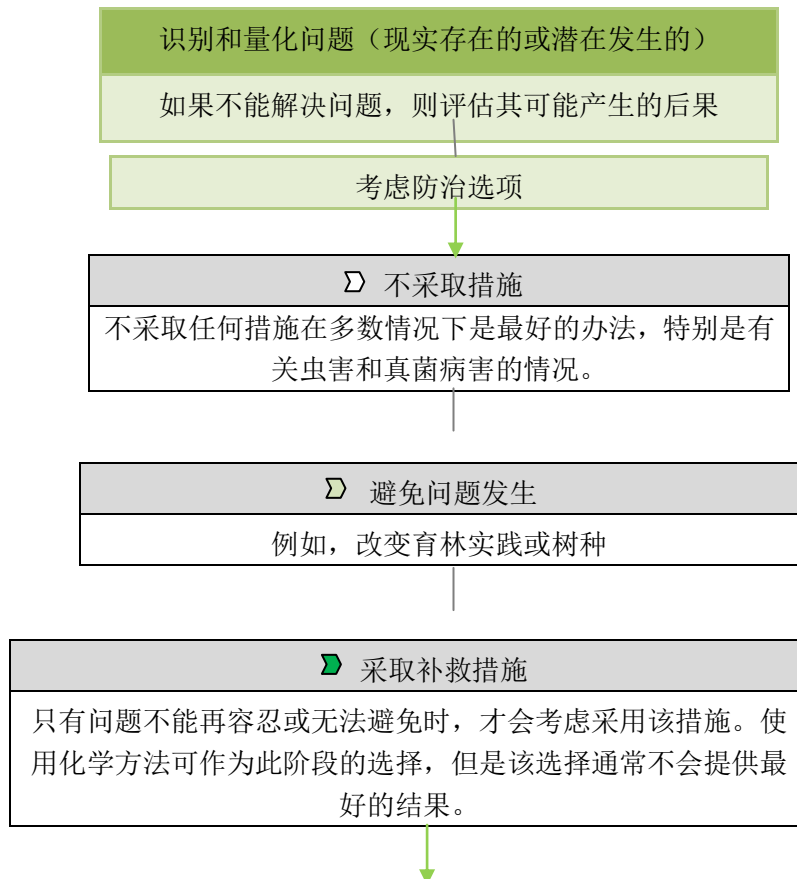 识别和量化问题（现实存在的或潜在发生的）
如果不能解决问题，则评估其可能产生的后果
考虑防治选项
不采取措施
不采取任何措施在多数情况下是最好的办法，特别是有
关虫害和真菌病害的情况。
避免问题发生
例如，改变育林实践或树种
采取补救措施
只有问题不能再容忍或无法避免时，才会考虑采用该措施。使
用化学方法可作为此阶段的选择，但是该选择通常不会提供最
好的结果。